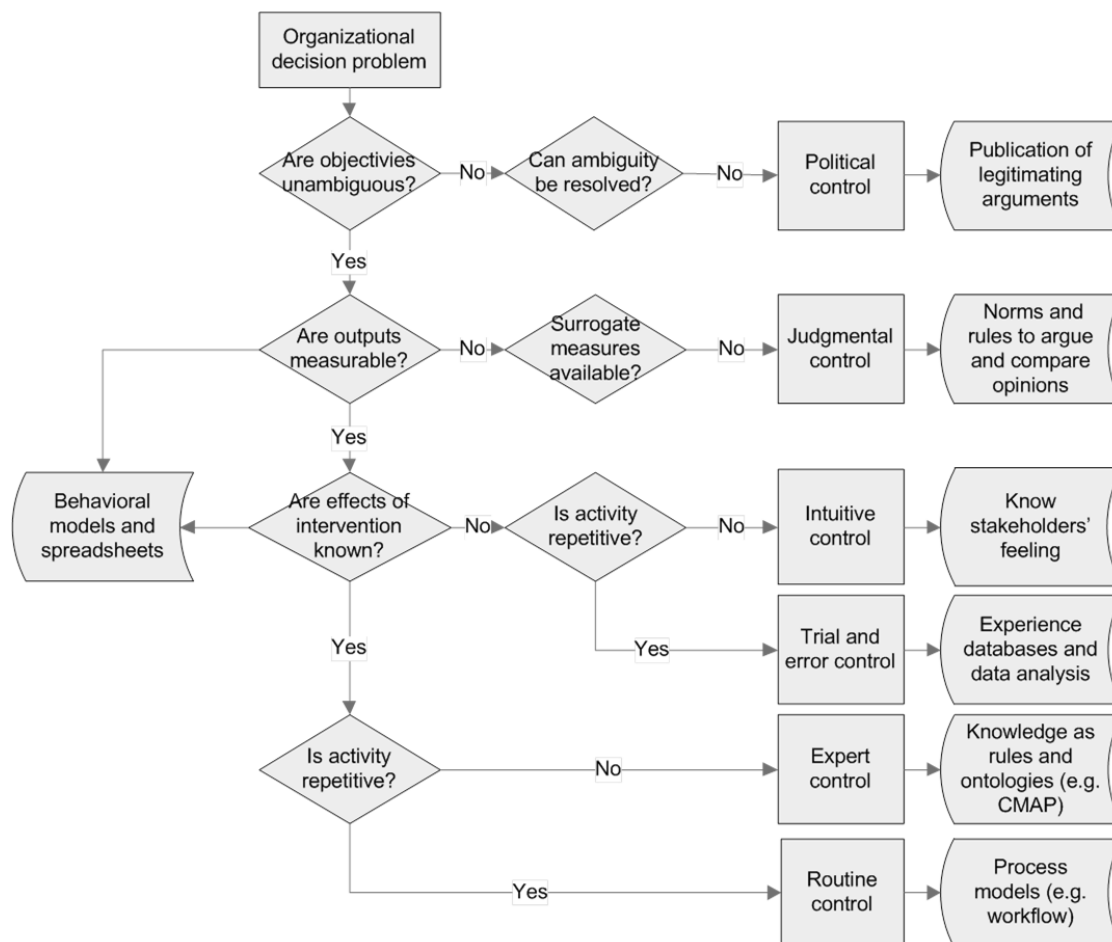 Organizational
decision problem
Are objectivies
unambiguous?
No
Can ambiguity
be resolved?
No
Political
control
Publication of
legitimating
arguments
Yes
Are outputs
measurable?
No
Surrogate
measures
available?
No
Judgmental
control
Norms and
rules to argue
and compare
opinions
Yes
Behavioral
models and
spreadsheets
Are effects of
intervention
known?
No
Is activity
repetitive?
No
Intuitive
control
Know
stakeholders’
feeling
Yes
Yes
Trial and
error control
Experience
databases and
data analysis
Is activity
repetitive?
No
Expert
control
Knowledge as
rules and
ontologies (e.g.
CMAP)
Yes
Routine
control
Process
models (e.g.
workflow)